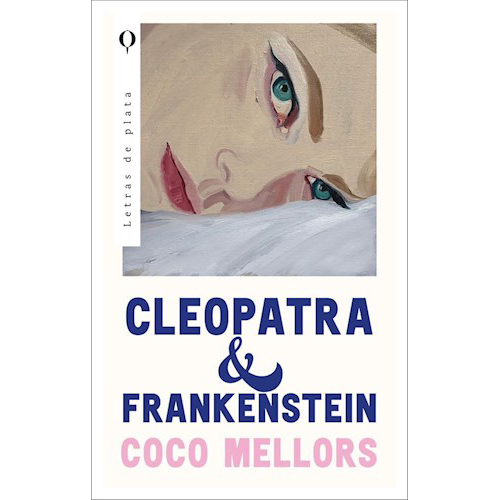 Letras de plata
CLEOPATRA
&
FRANKENSTEIN
COCO MELLORS